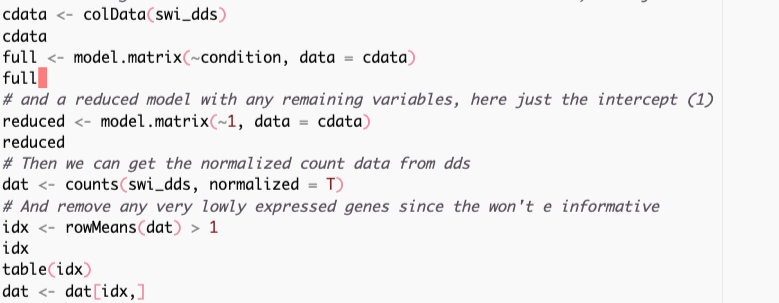 cdata <- colData(swi_dds)
cdata
full <- model.matrix(~condition, data = cdata)
full
# and a reduced model with any remaining variables, here just the intercept (1)
reduced <- model.matrix(~1, data = cdata)
reduced
# Then we can get the normalized count data from dds
dat <- counts(swi_dds, normalized = T)
# And remove any very lowly expressed genes since the won't e informative
idx <- rowMeans(dat) > 1
idx
table(idx)
dat <- dat[idx,]